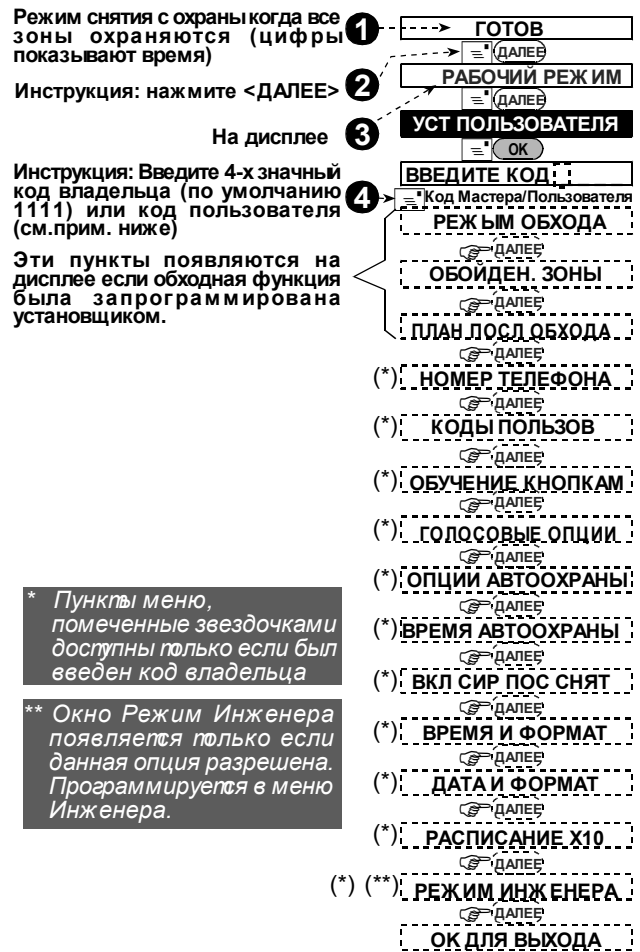 Режим снятия с охраны когда все
зоны охраняются (цифры
показывают время)
1
ГОТОВ
ДАЛЕЕ
Инструкция: нажмите <ДАЛЕЕ>
2
РАБОЧИЙ РЕЖИМ
ДАЛЕЕ
На дисплее
3
УСТ ПОЛЬЗОВАТЕЛЯ
OK
ВВЕДИТЕ КОД
Инструкция: Введите 4-х значный
код владельца (по умолчанию
1111) или код пользователя
(см.прим. ниже)
4
Код Мастера/Пользователя
Эти пункты появляются на
дисплее если обходная функция
была запрограммирована
установщиком.
РЕЖЫМ ОБХОДА
ДАЛЕЕ
ОБОЙДЕН. ЗОНЫ
ДАЛЕЕ
ПЛАН ПОСЛ ОБХОДА
ДАЛЕЕ
(*) НОМЕР ТЕЛЕФОНА
ДАЛЕЕ
(*) КОДЫ ПОЛЬЗОВ
ДАЛЕЕ
(*) ОБУЧЕНИЕ КНОПКАМ
ДАЛЕЕ
(*) ГОЛОСОВЫЕ ОПЦИИ
ДАЛЕЕ
(*) ОПЦИИ АВТООХРАНЫ
ДАЛЕЕ
(*) ВРЕМЯ АВТООХРАНЫ
ДАЛЕЕ
(*) ВКЛ СИР ПОС СНЯТ
ДАЛЕЕ
(*) ВРЕМЯ И ФОРМАТ
ДАЛЕЕ
(*) ДАТА И ФОРМАТ
ДАЛЕЕ
(*) РАСПИСАНИЕ X10
ДАЛЕЕ
(*) (**) РЕЖИМ ИНЖЕНЕРА
ДАЛЕЕ
ОК ДЛЯ ВЫХОДА
* Пункты меню,
помеченные звездочками
доступны только если был
введен код владельца
** Окно Режим Инженера
появляется только если
данная опция разрешена.
Программируется в меню
Инженера.